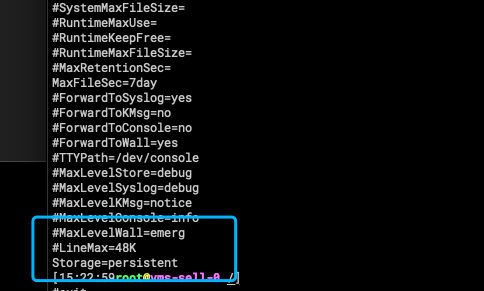 #SystemMaxFileSize=
#RuntimeMaxUse=
#RuntimeKeepFree=
#RuntimeMaxFileSize=
#MaxRetentionSec=
MaxFileSec=7day
#ForwardToSyslog=yes
#ForwardToKMsg=no
#ForwardToConsole=no
#ForwardToWall=yes
#TTYPath=/dev/console
#MaxLevelStore=debug
#MaxLevelSyslog=debug
#MaxLevelKMsg=notice
#MaxLevelConsole=info
#MaxLevelWall=emerg
#LineMax=48K
Storage=persistent
[15:22:59root@vms-sell-0 /]
#exit